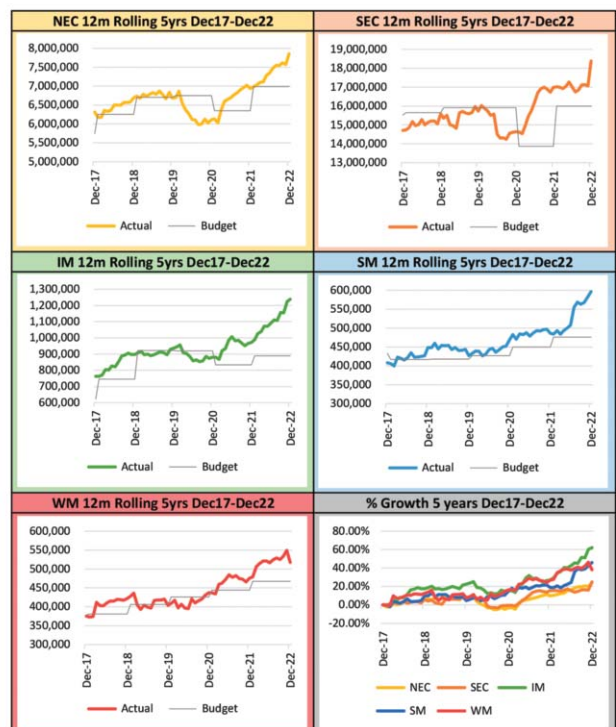 NEC 12m Rolling 5yrs Dec17-Dec22
8,000,000
7,500,000
7,000,000
6,500,000
6,000,000
5,500,000
5,000,000
Dec-17
Dec-18
Dec-19
Dec-20
Dec-21
Dec-22
Actual Budget
SEC 12m Rolling 5yrs Dec17-Dec22
19,000,000
18,000,000
17,000,000
16,000,000
15,000,000
14,000,000
13,000,000
Dec-17
Dec-18
Dec-19
Dec-20
Dec-21
Dec-22
Actual Budget
IM 12m Rolling 5yrs Dec17-Dec22
1,300,000
1,200,000
1,100,000
1,000,000
900,000
800,000
700,000
600,000
Dec-17
Dec-18
Dec-19
Dec-20
Dec-21
Dec-22
Actual Budget
SM 12m Rolling 5yrs Dec17-Dec22
600,000
550,000
500,000
450,000
400,000
350,000
300,000
Dec-17
Dec-18
Dec-19
Dec-20
Dec-21
Dec-22
Actual Budget
WM 12m Rolling 5yrs Dec17-Dec22
600,000
550,000
500,000
450,000
400,000
350,000
300,000
Dec-17
Dec-18
Dec-19
Dec-20
Dec-21
Dec-22
Actual Budget
% Growth 5 years Dec17-Dec22
80.00%
60.00%
40.00%
20.00%
0.00%
-20.00%
Dec-17
Dec-18
Dec-19
Dec-20
Dec-21
Dec-22
NEC SEC IM
SM WM